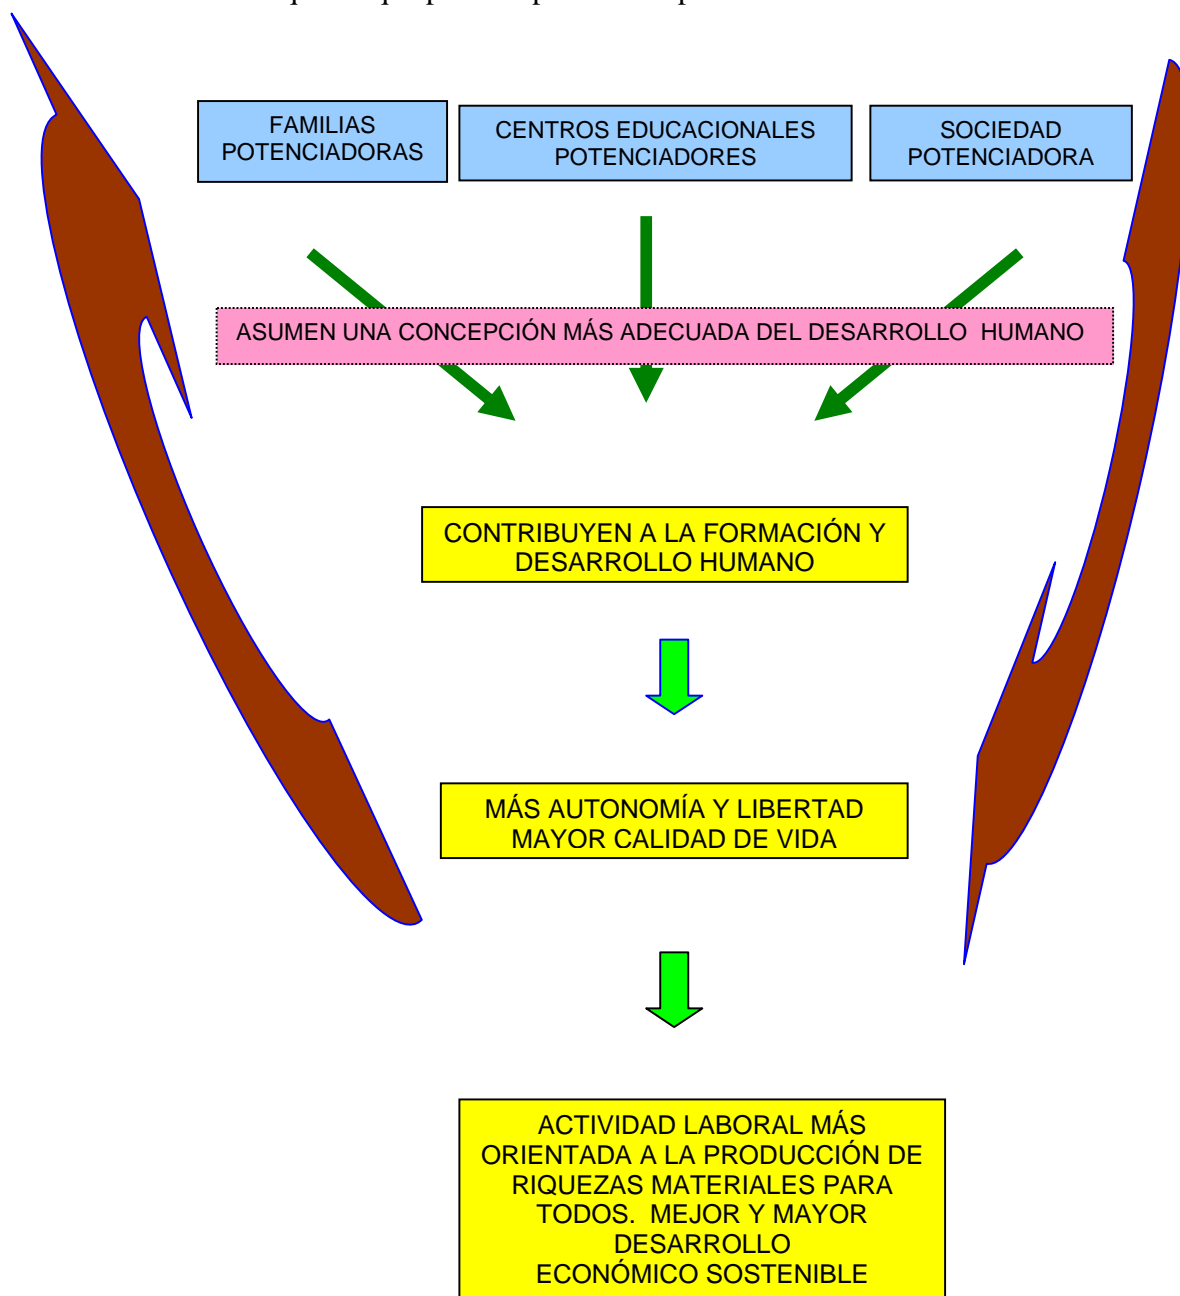 FAMILIAS
POTENCIADORAS
CENTROS EDUCACIONALES
POTENCIADORES
SOCIEDAD
POTENCIADORA
ASUMEN UNA CONCEPCIÓN MÁS ADECUADA DEL DESARROLLO HUMANO
CONTRIBUYEN A LA FORMACIÓN Y
DESARROLLO HUMANO
MÁS AUTONOMÍA Y LIBERTAD
MAYOR CALIDAD DE VIDA
ACTIVIDAD LABORAL MÁS
ORIENTADA A LA PRODUCCIÓN DE
RIQUEZAS MATERIALES PARA
TODOS. MEJOR Y MAYOR
DESARROLLO
ECONÓMICO SOSTENIBLE